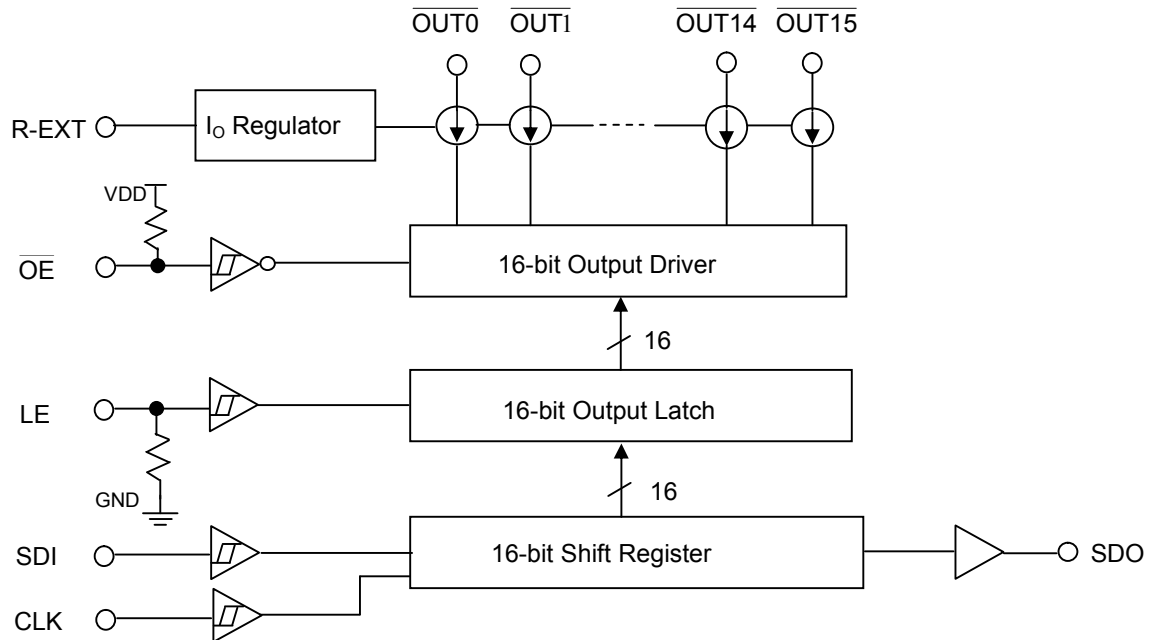 OUT0 OUT1 OUT14 OUT15
R-EXT
IO Regulator
VDD
OE
16-bit Output Driver
16
LE
16-bit Output Latch
GND
16
SDI
16-bit Shift Register
SDO
CLK